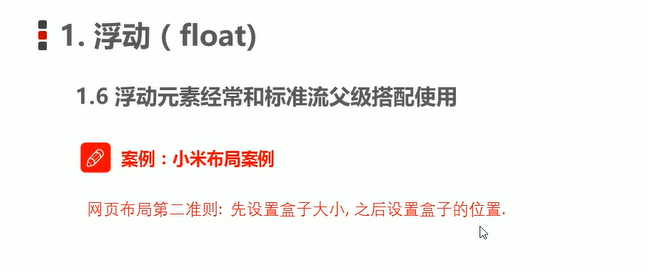 1. 浮动（float)
1.6 浮动元素经常和标准流父级搭配使用
案例：小米布局案例
网页布局第二准则: 先设置盒子大小, 之后设置盒子的位置.